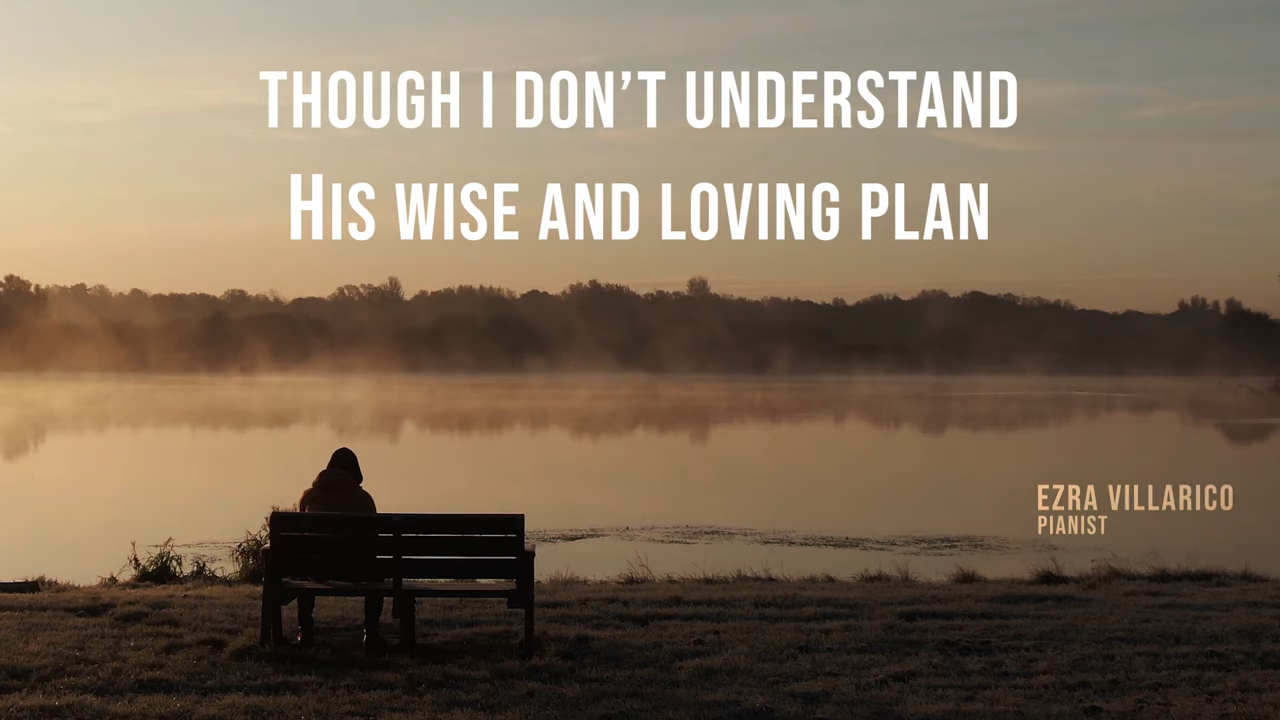 THOUGH I DON’T UNDERSTAND
HIS WISE AND LOVING PLAN
EZRA VILLARICO
PIANIST